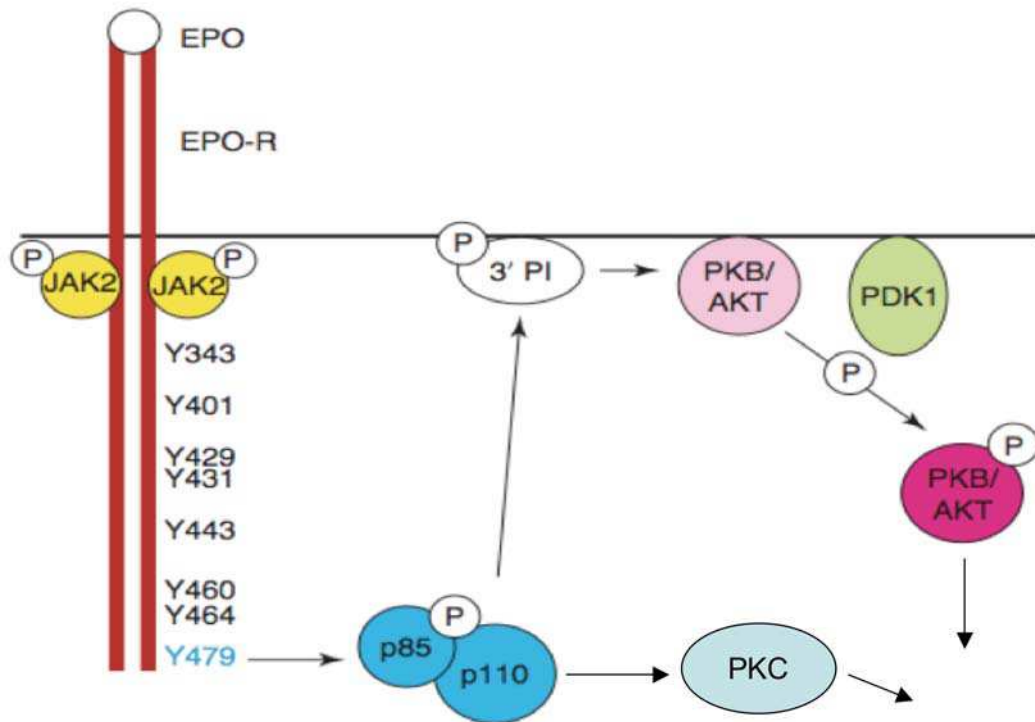 EPO
EPO-R
P
JAK2
JAK2
P
P
3' PI
PKB/
AKT
PDK1
P
P
PKB/
AKT
Y343
Y401
Y429
Y431
Y443
Y460
Y464
Y479
P
p85
p110
PKC